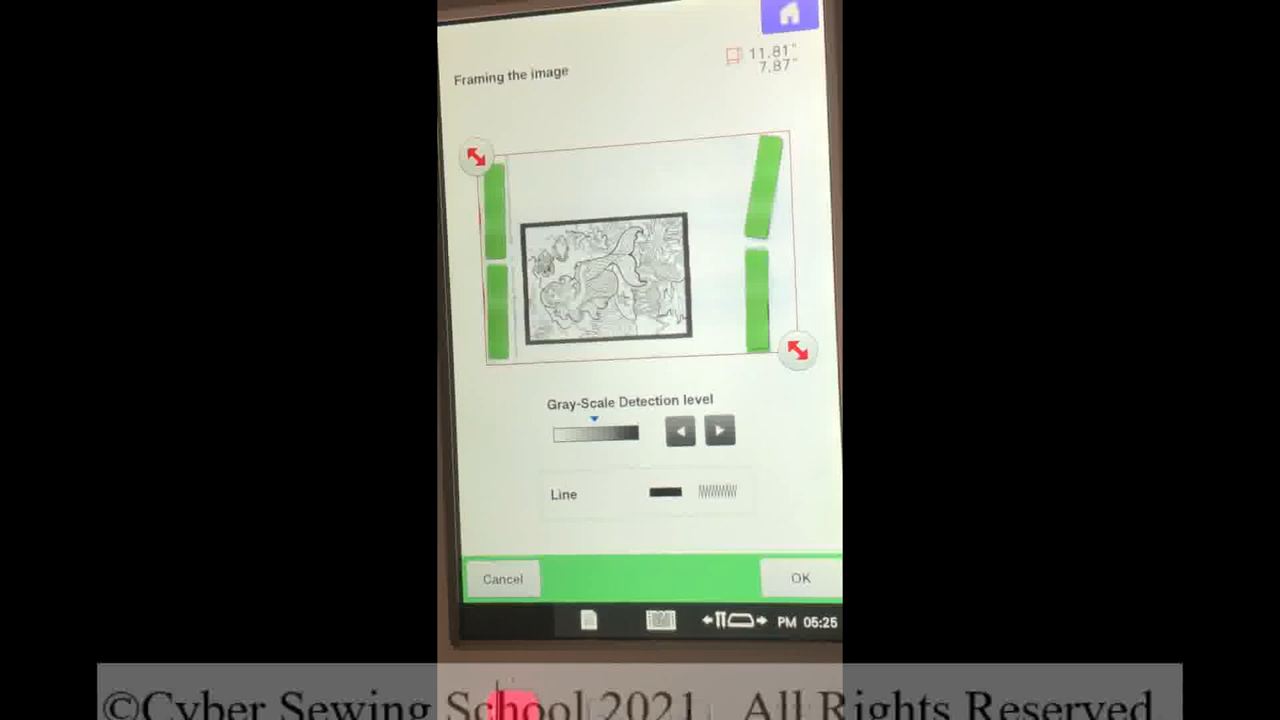 11.81"
7.87"
Framing the image
Gray-Scale Detection level
Line
Cancel
OK
PM 05:25
©Cyber Sewing School 2021 All Rights Reserved